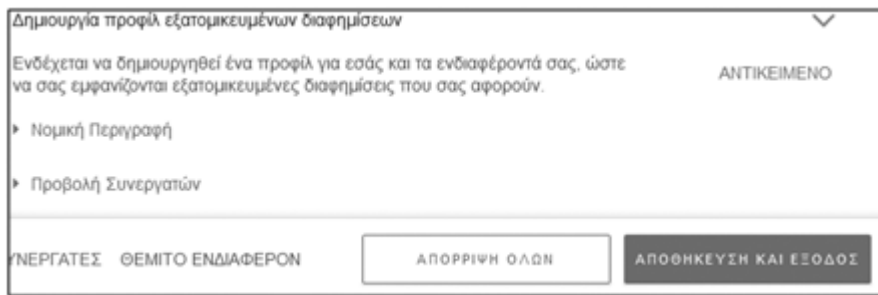 Δημιουργία προφίλ εξατομικευμένων διαφημίσεων
Ενδέχεται να δημιουργηθεί ένα προφίλ για εσάς και τα ενδιαφέροντά σας, ώστε
να σας εμφανίζονται εξατομικευμένες διαφημίσεις που σας αφορούν.
ΑΝΤΙΚΕΙΜΕΝΟ
Νομική Περιγραφή
Προβολή Συνεργατών
ΥΝΕΡΓΑΤΕΣ ΘΕΜΙΤΟ ΕΝΔΙΑΦΕΡΟΝ ΑΠΟΡΡΙΨΗ ΟΛΩΝ ΑΠΟΘΗΚΕΥΣΗ ΚΑΙ ΕΞΟΔΟΣ